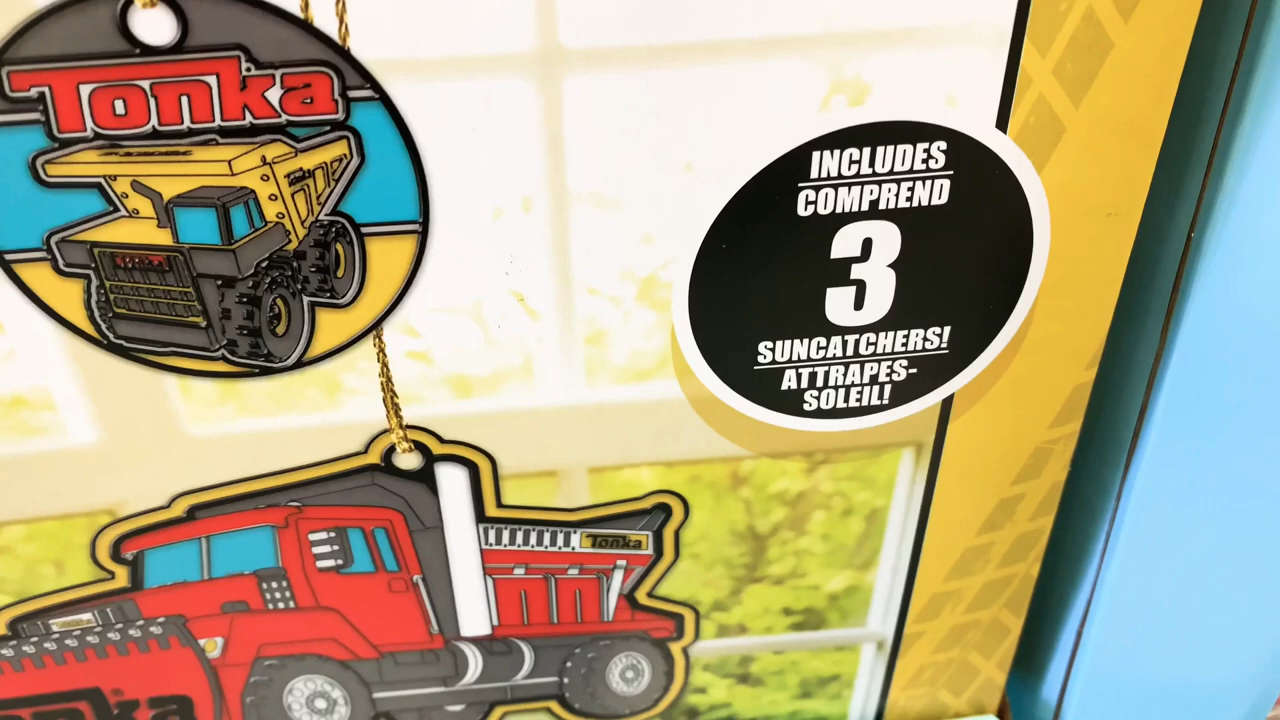 Tonka
INCLUDES
COMPREND
3
SUNCATCHERS!
ATTRAPES-
SOLEIL!
Tonka